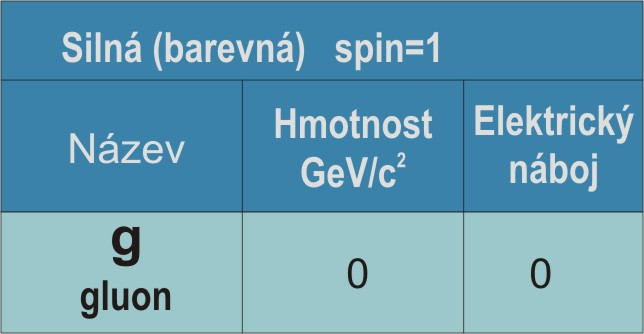 Silná (barevná) spin=1
Název
Hmotnost
GeV/c²
Elektrický
náboj
g
gluon
0
0